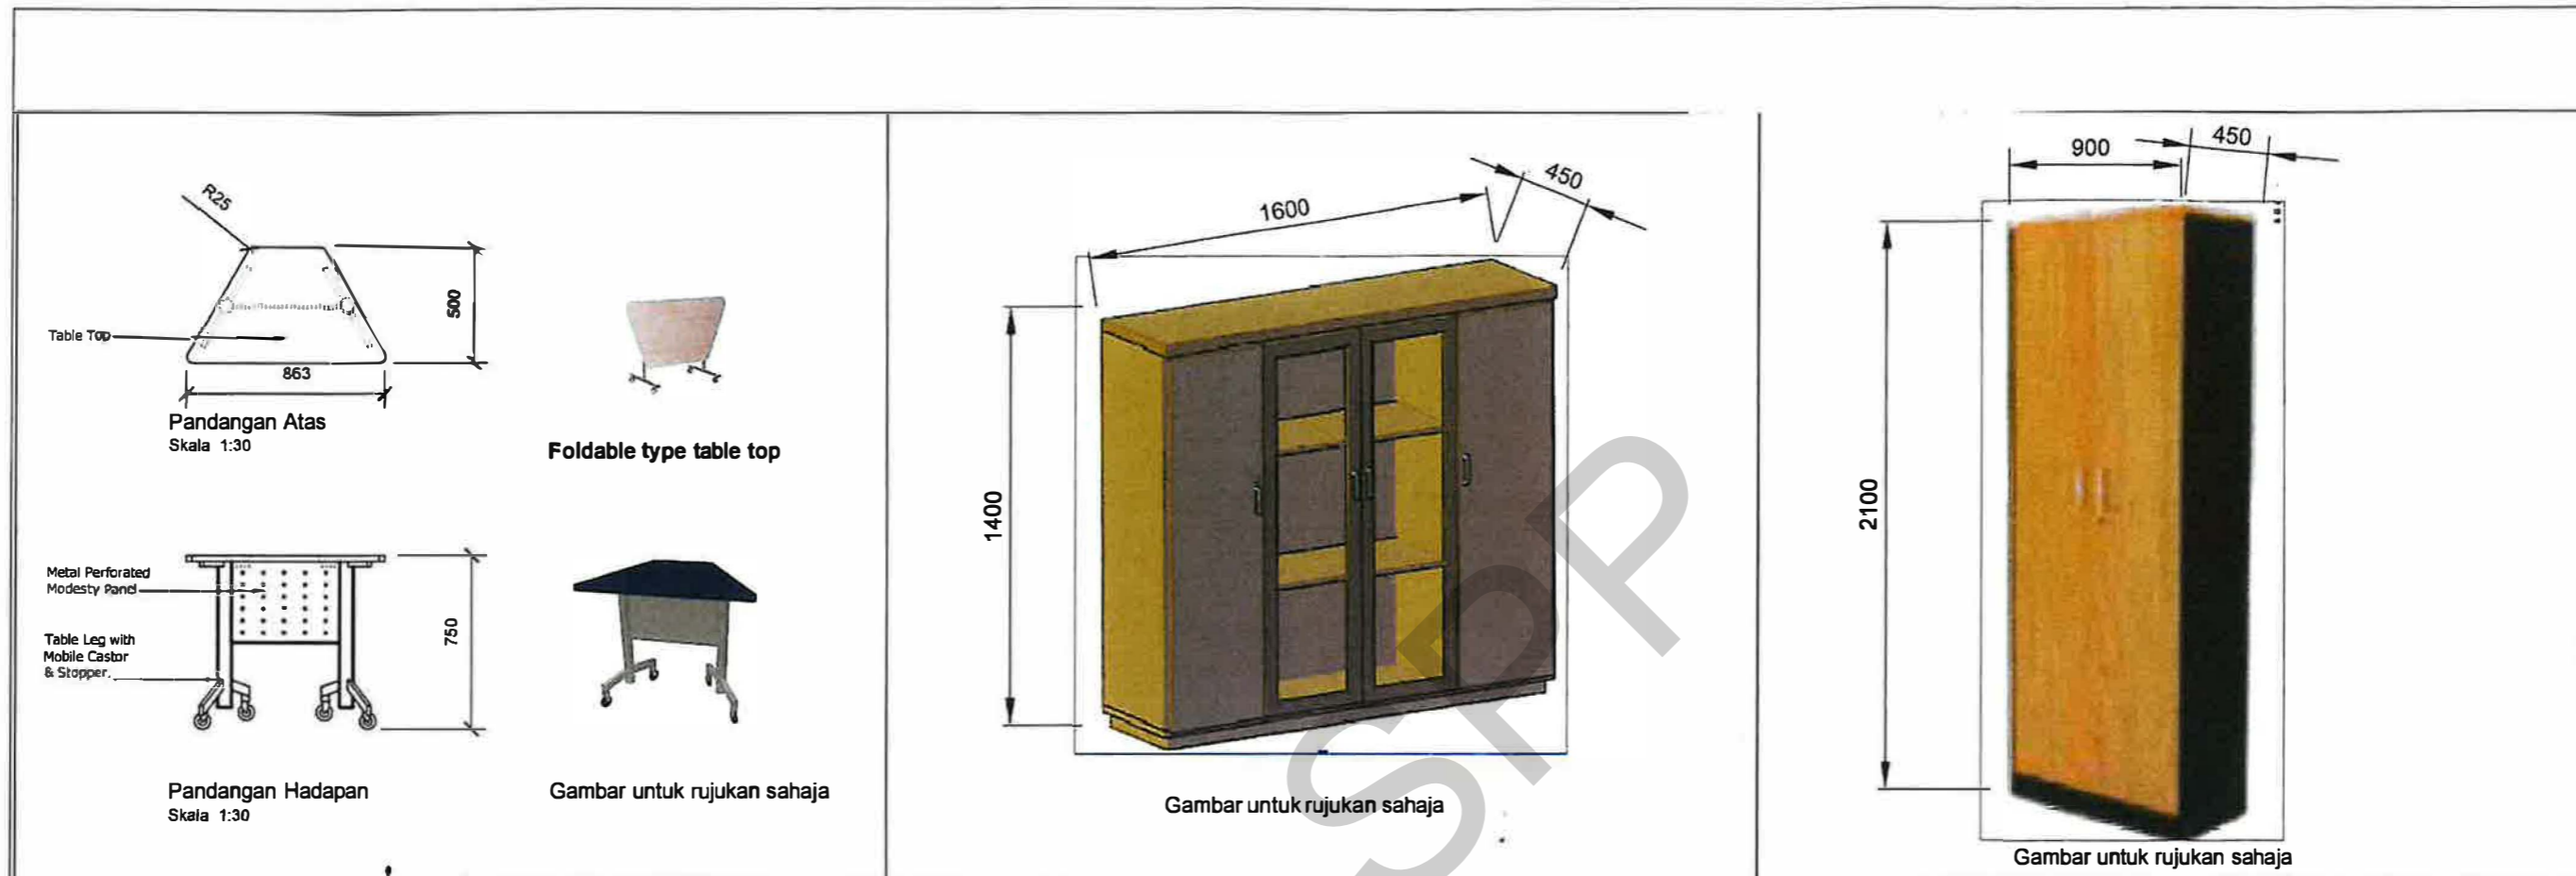 R25
500
Table Top
863
Pandangan Atas
Skala 1:30
Foldable type table top
Metal Perforated
Modesty Panel
750
Table Leg with
Mobile Castor
& Stopper.
Pandangan Hadapan
Skala 1:30
Gambar untuk rujukan sahaja
1600
450
1400
Gambar untuk rujukan sahaja
900
450
2100
Gambar untuk rujukan sahaja
SPP